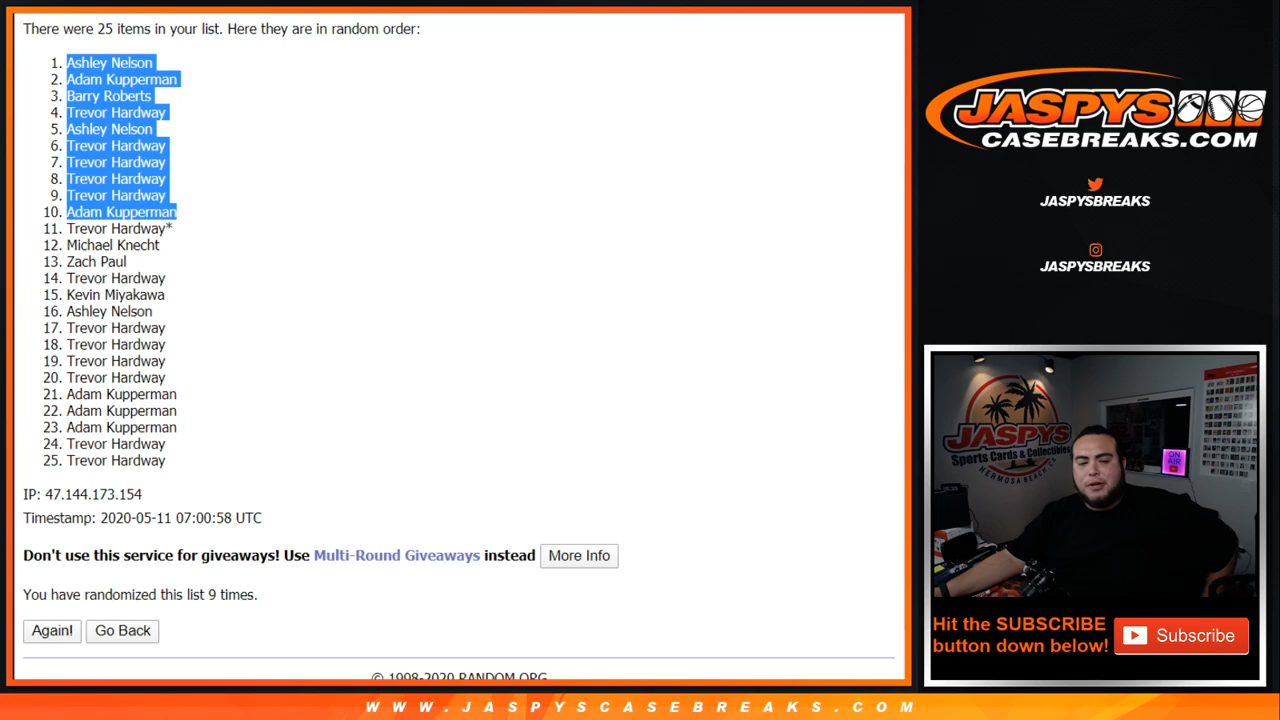 There were 25 items in your list. Here they are in random order:
1. Ashley Nelson
2. Adam Kupperman
3. Barry Roberts
4. Trevor Hardway
5. Ashley Nelson
6. Trevor Hardway
7. Trevor Hardway
8. Trevor Hardway
9. Trevor Hardway
10. Adam Kupperman
11. Trevor Hardway*
12. Michael Knecht
13. Zach Paul
14. Trevor Hardway
15. Kevin Miyakawa
16. Ashley Nelson
17. Trevor Hardway
18. Trevor Hardway
19. Trevor Hardway
20. Trevor Hardway
21. Adam Kupperman
22. Adam Kupperman
23. Adam Kupperman
24. Trevor Hardway
25. Trevor Hardway
IP: 47.144.173.154
Timestamp: 2020-05-11 07:00:58 UTC
Don't use this service for giveaways! Use Multi-Round Giveaways instead More Info
You have randomized this list 9 times.
Again! Go Back
© 1998-2020 RANDOM.ORG
JASPYS
CASEBREAKS.COM
JASPYSBREAKS
JASPYSBREAKS
JASPYS
Sports Cards & Collectibles
HERMOSA BEACH, CA
ON
AIR
Hit the SUBSCRIBE
button down below!
Subscribe
WWW.JASPYSCASEBREAKS.COM